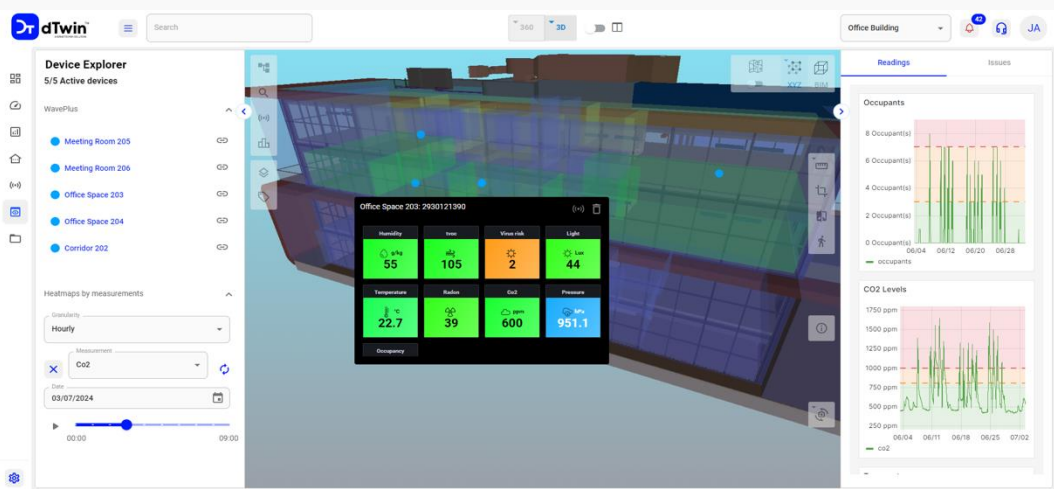 dTwin
Search
360
3D
Office Building
42
JA
Device Explorer
5/5 Active devices
WavePlus
Meeting Room 205
Meeting Room 206
Office Space 203
Office Space 204
Corridor 202
Heatmaps by measurements
Granularity
Hourly
Measurement
Co2
Date
03/07/2024
00:00
09:00
XYZ
BIM
Office Space 203: 2930121390
Humidity
tvoc
Virus risk
Light
g/kg
Lux
55
105
2
44
Temperature
Radon
Co2
Pressure
°C
ppm
hPa
22.7
39
600
951.1
Occupancy
Readings
Issues
Occupants
8 Occupant(s)
6 Occupant(s)
4 Occupant(s)
2 Occupant(s)
0 Occupant(s)
06/04 06/12 06/20 06/28
occupants
CO2 Levels
1750 ppm
1500 ppm
1250 ppm
1000 ppm
750 ppm
500 ppm
250 ppm
06/04 06/11 06/18 06/25 07/02
co2